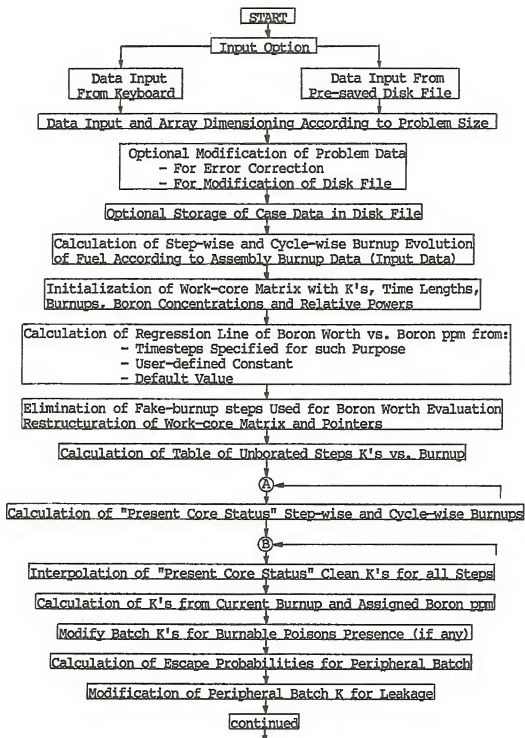 START
Input Option
Data Input
From Keyboard
Data Input From
Pre-saved Disk File
Data Input and Array Dimensioning According to Problem Size
Optional Modification of Problem Data
- For Error Correction
- For Modification of Disk File
Optional Storage of Case Data in Disk File
Calculation of Step-wise and Cycle-wise Burnup Evolution
of Fuel According to Assembly Burnup Data (Input Data)
Initialization of Work-core Matrix with K's, Time Lengths,
Burnups, Boron Concentrations and Relative Powers
Calculation of Regression Line of Boron Worth vs. Boron ppm from:
- Timesteps Specified for such Purpose
- User-defined Constant
- Default Value
Elimination of Fake-burnup steps Used for Boron Worth Evaluation
Restructuration of Work-core Matrix and Pointers
Calculation of Table of Unborated Steps K's vs. Burnup
A
Calculation of "Present Core Status" Step-wise and Cycle-wise Burnups
B
Interpolation of "Present Core Status" Clean K's for all Steps
Calculation of K's from Current Burnup and Assigned Boron ppm
Modify Batch K's for Burnable Poisons Presence (if any)
Calculation of Escape Probabilities for Peripheral Batch
Modification of Peripheral Batch K for Leakage
continued